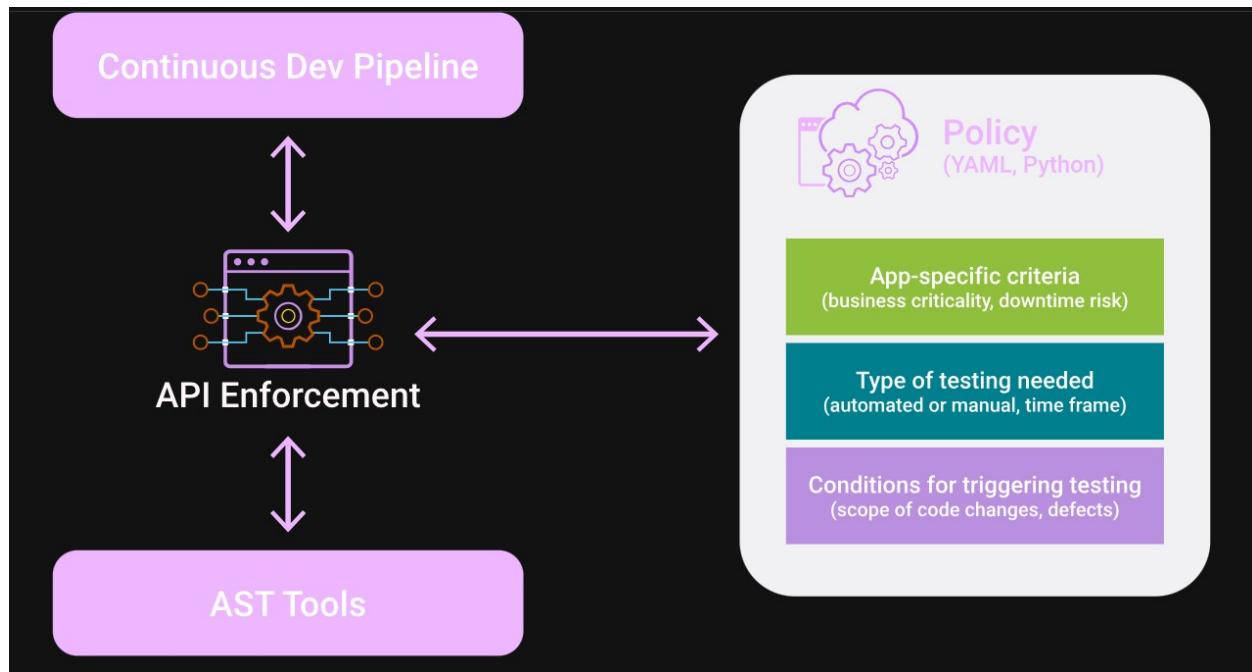 Continuous Dev Pipeline
API Enforcement
AST Tools
Policy
(YAML, Python)
App-specific criteria
(business criticality, downtime risk)
Type of testing needed
(automated or manual, time frame)
Conditions for triggering testing
(scope of code changes, defects)